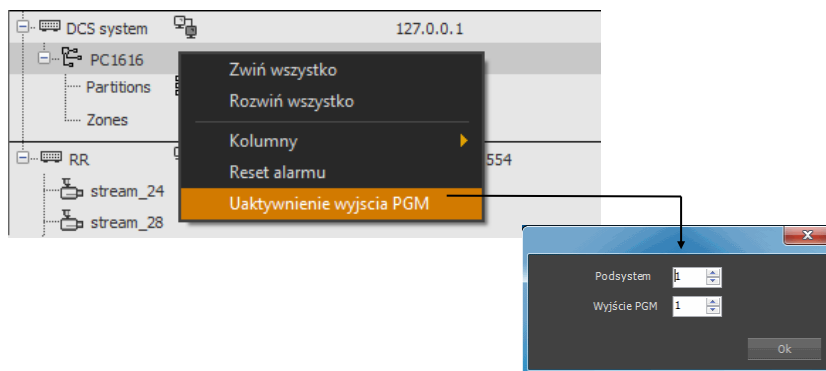 DCS system 127.0.0.1
PC1616
Zwiń wszystko
Partitions
Rozwiń wszystko
Zones
Kolumny
RR 554
Reset alarmu
stream_24
Uaktywnienie wyjscia PGM
stream_28
Podsystem 1
Wyjście PGM 1
Ok